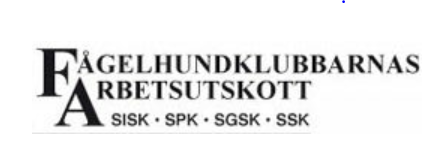 FÅGELHUNDKLUBBARNAS
ARBETSUTSKOTT
SISK · SPK · SGSK · SSK